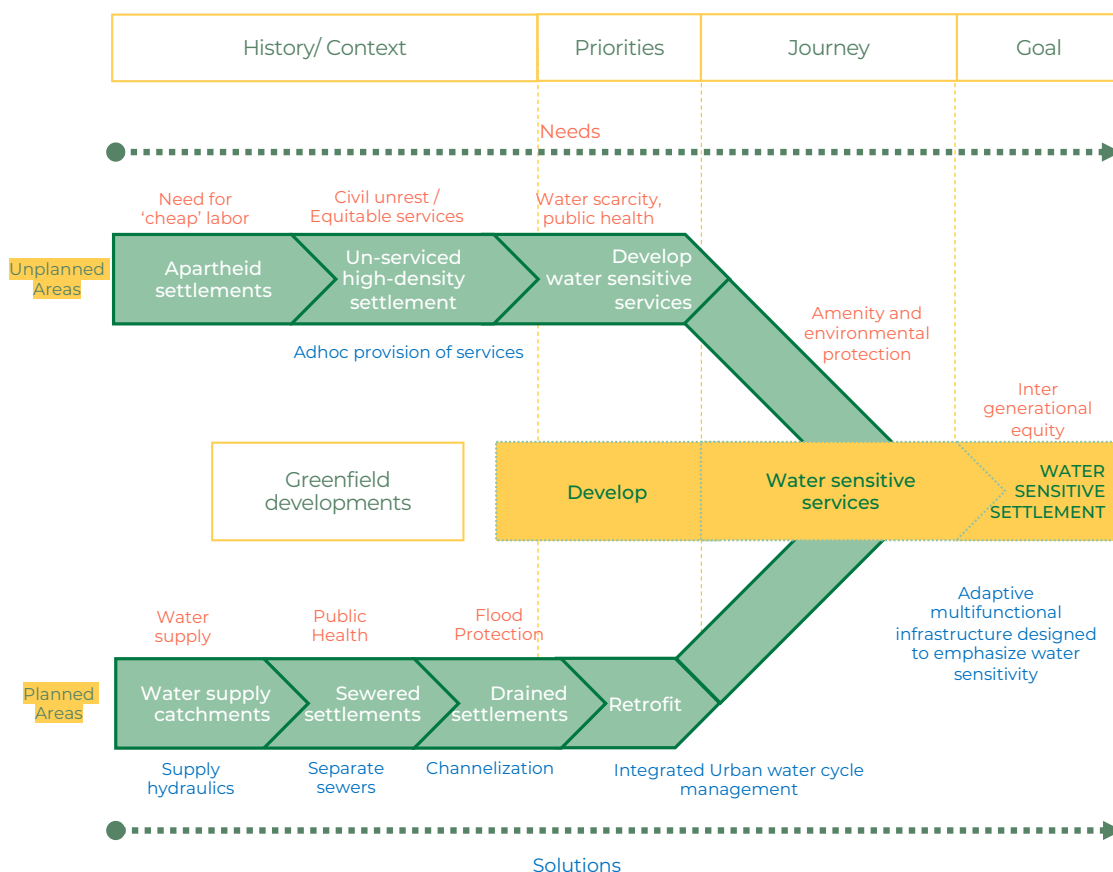 History/ Context
Priorities
Journey
Goal
Needs
Need for
‘cheap’ labor
Civil unrest /
Equitable services
Water scarcity,
public health
Unplanned
Areas
Apartheid
settlements
Un-serviced
high-density
settlement
Develop
water sensitive
services
Adhoc provision of services
Amenity and
environmental
protection
Inter
generational
equity
Greenfield
developments
Develop
Water sensitive
services
WATER
SENSITIVE
SETTLEMENT
Water
supply
Public
Health
Flood
Protection
Adaptive
multifunctional
infrastructure designed
to emphasize water
sensitivity
Planned
Areas
Water supply
catchments
Sewered
settlements
Drained
settlements
Retrofit
Supply
hydraulics
Separate
sewers
Channelization
Integrated Urban water cycle
management
Solutions